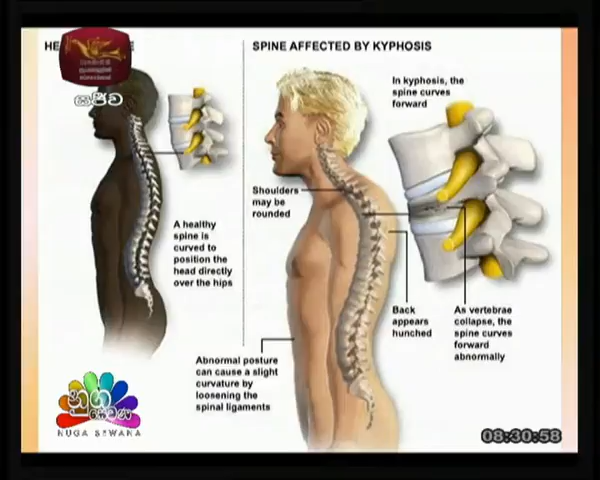 HE
E
SPINE AFFECTED BY KYPHOSIS
සජීව
In kyphosis, the
spine curves
forward
Shoulders
may be
rounded
A healthy
spine is
curved to
position the
head directly
over the hips
Back
appears
hunched
As vertebrae
collapse, the
spine curves
forward
abnormally
Abnormal posture
can cause a slight
curvature by
loosening the
spinal ligaments
නුග
සෙවණ
NUGA SEWANA
08:30:58